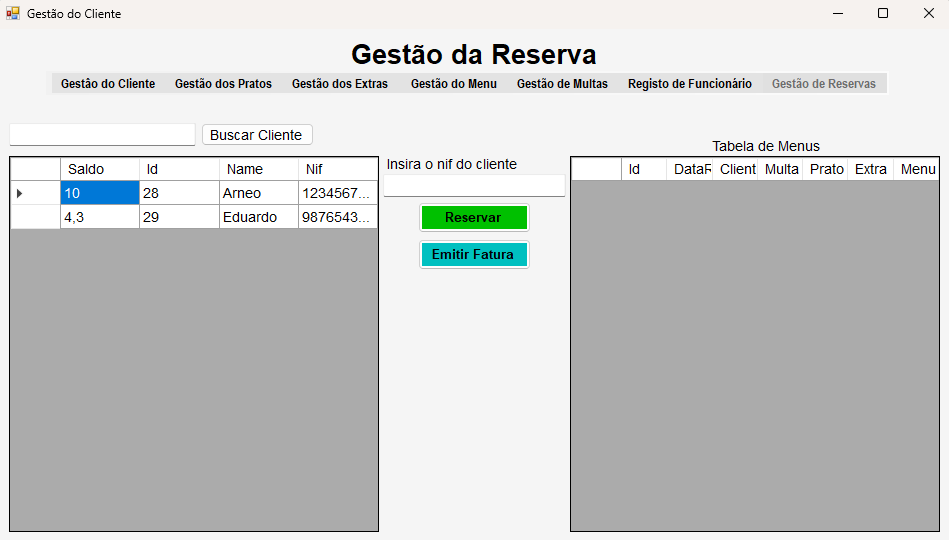 Gestão do Cliente
Gestão da Reserva
Gestão do Cliente Gestão dos Pratos Gestão dos Extras Gestão do Menu Gestão de Multas Registo de Funcionário Gestão de Reservas
Buscar Cliente
Saldo Id Name Nif
10 28 Arneo 1234567...
4,3 29 Eduardo 9876543...
Insira o nif do cliente
Reservar
Emitir Fatura
Tabela de Menus
Id DataR Client Multa Prato Extra Menu